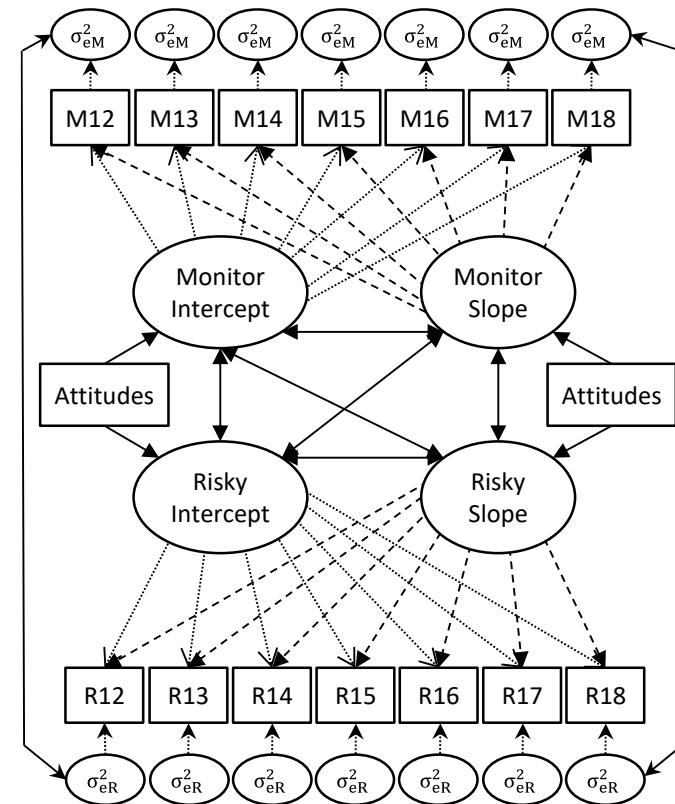 σ²eM σ²eM σ²eM σ²eM σ²eM σ²eM σ²eM
M12 M13 M14 M15 M16 M17 M18
Monitor Intercept
Monitor Slope
Attitudes
Attitudes
Risky Intercept
Risky Slope
R12 R13 R14 R15 R16 R17 R18
σ²eR σ²eR σ²eR σ²eR σ²eR σ²eR σ²eR